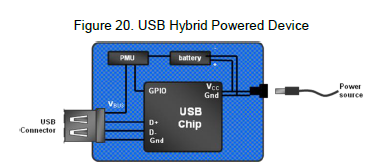 Figure 20. USB Hybrid Powered Device
PMU
battery
GPIO
VCC
Gnd
Power
source
VBUS
USB
Chip
USB
Connector
D+
D-
Gnd